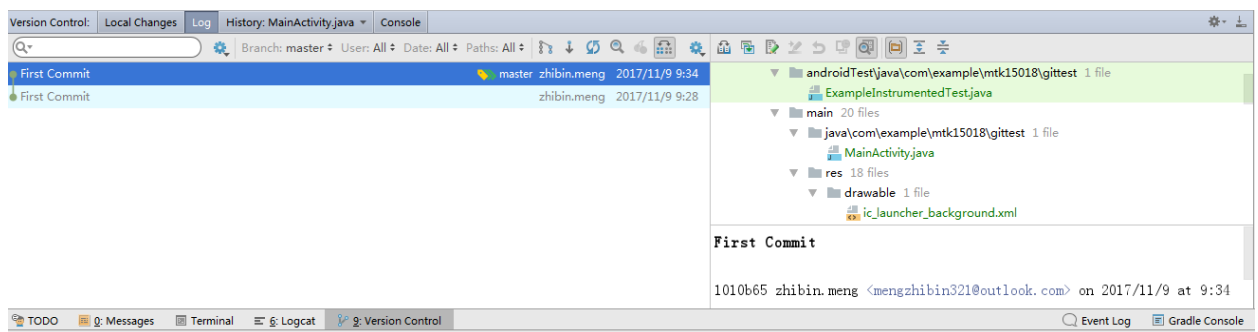 Version Control: Local Changes Log History: MainActivity.java Console
Branch: master User: All Date: All Paths: All
First Commit master zhibin.meng 2017/11/9 9:34
First Commit zhibin.meng 2017/11/9 9:28
androidTest\java\com\example\mtk15018\gittest 1 file
ExampleInstrumentedTest.java
main 20 files
java\com\example\mtk15018\gittest 1 file
MainActivity.java
res 18 files
drawable 1 file
ic_launcher_background.xml
First Commit
1010b65 zhibin.meng <mengzhibin321@outlook.com> on 2017/11/9 at 9:34
TODO 0: Messages Terminal 6: Logcat 9: Version Control Event Log Gradle Console